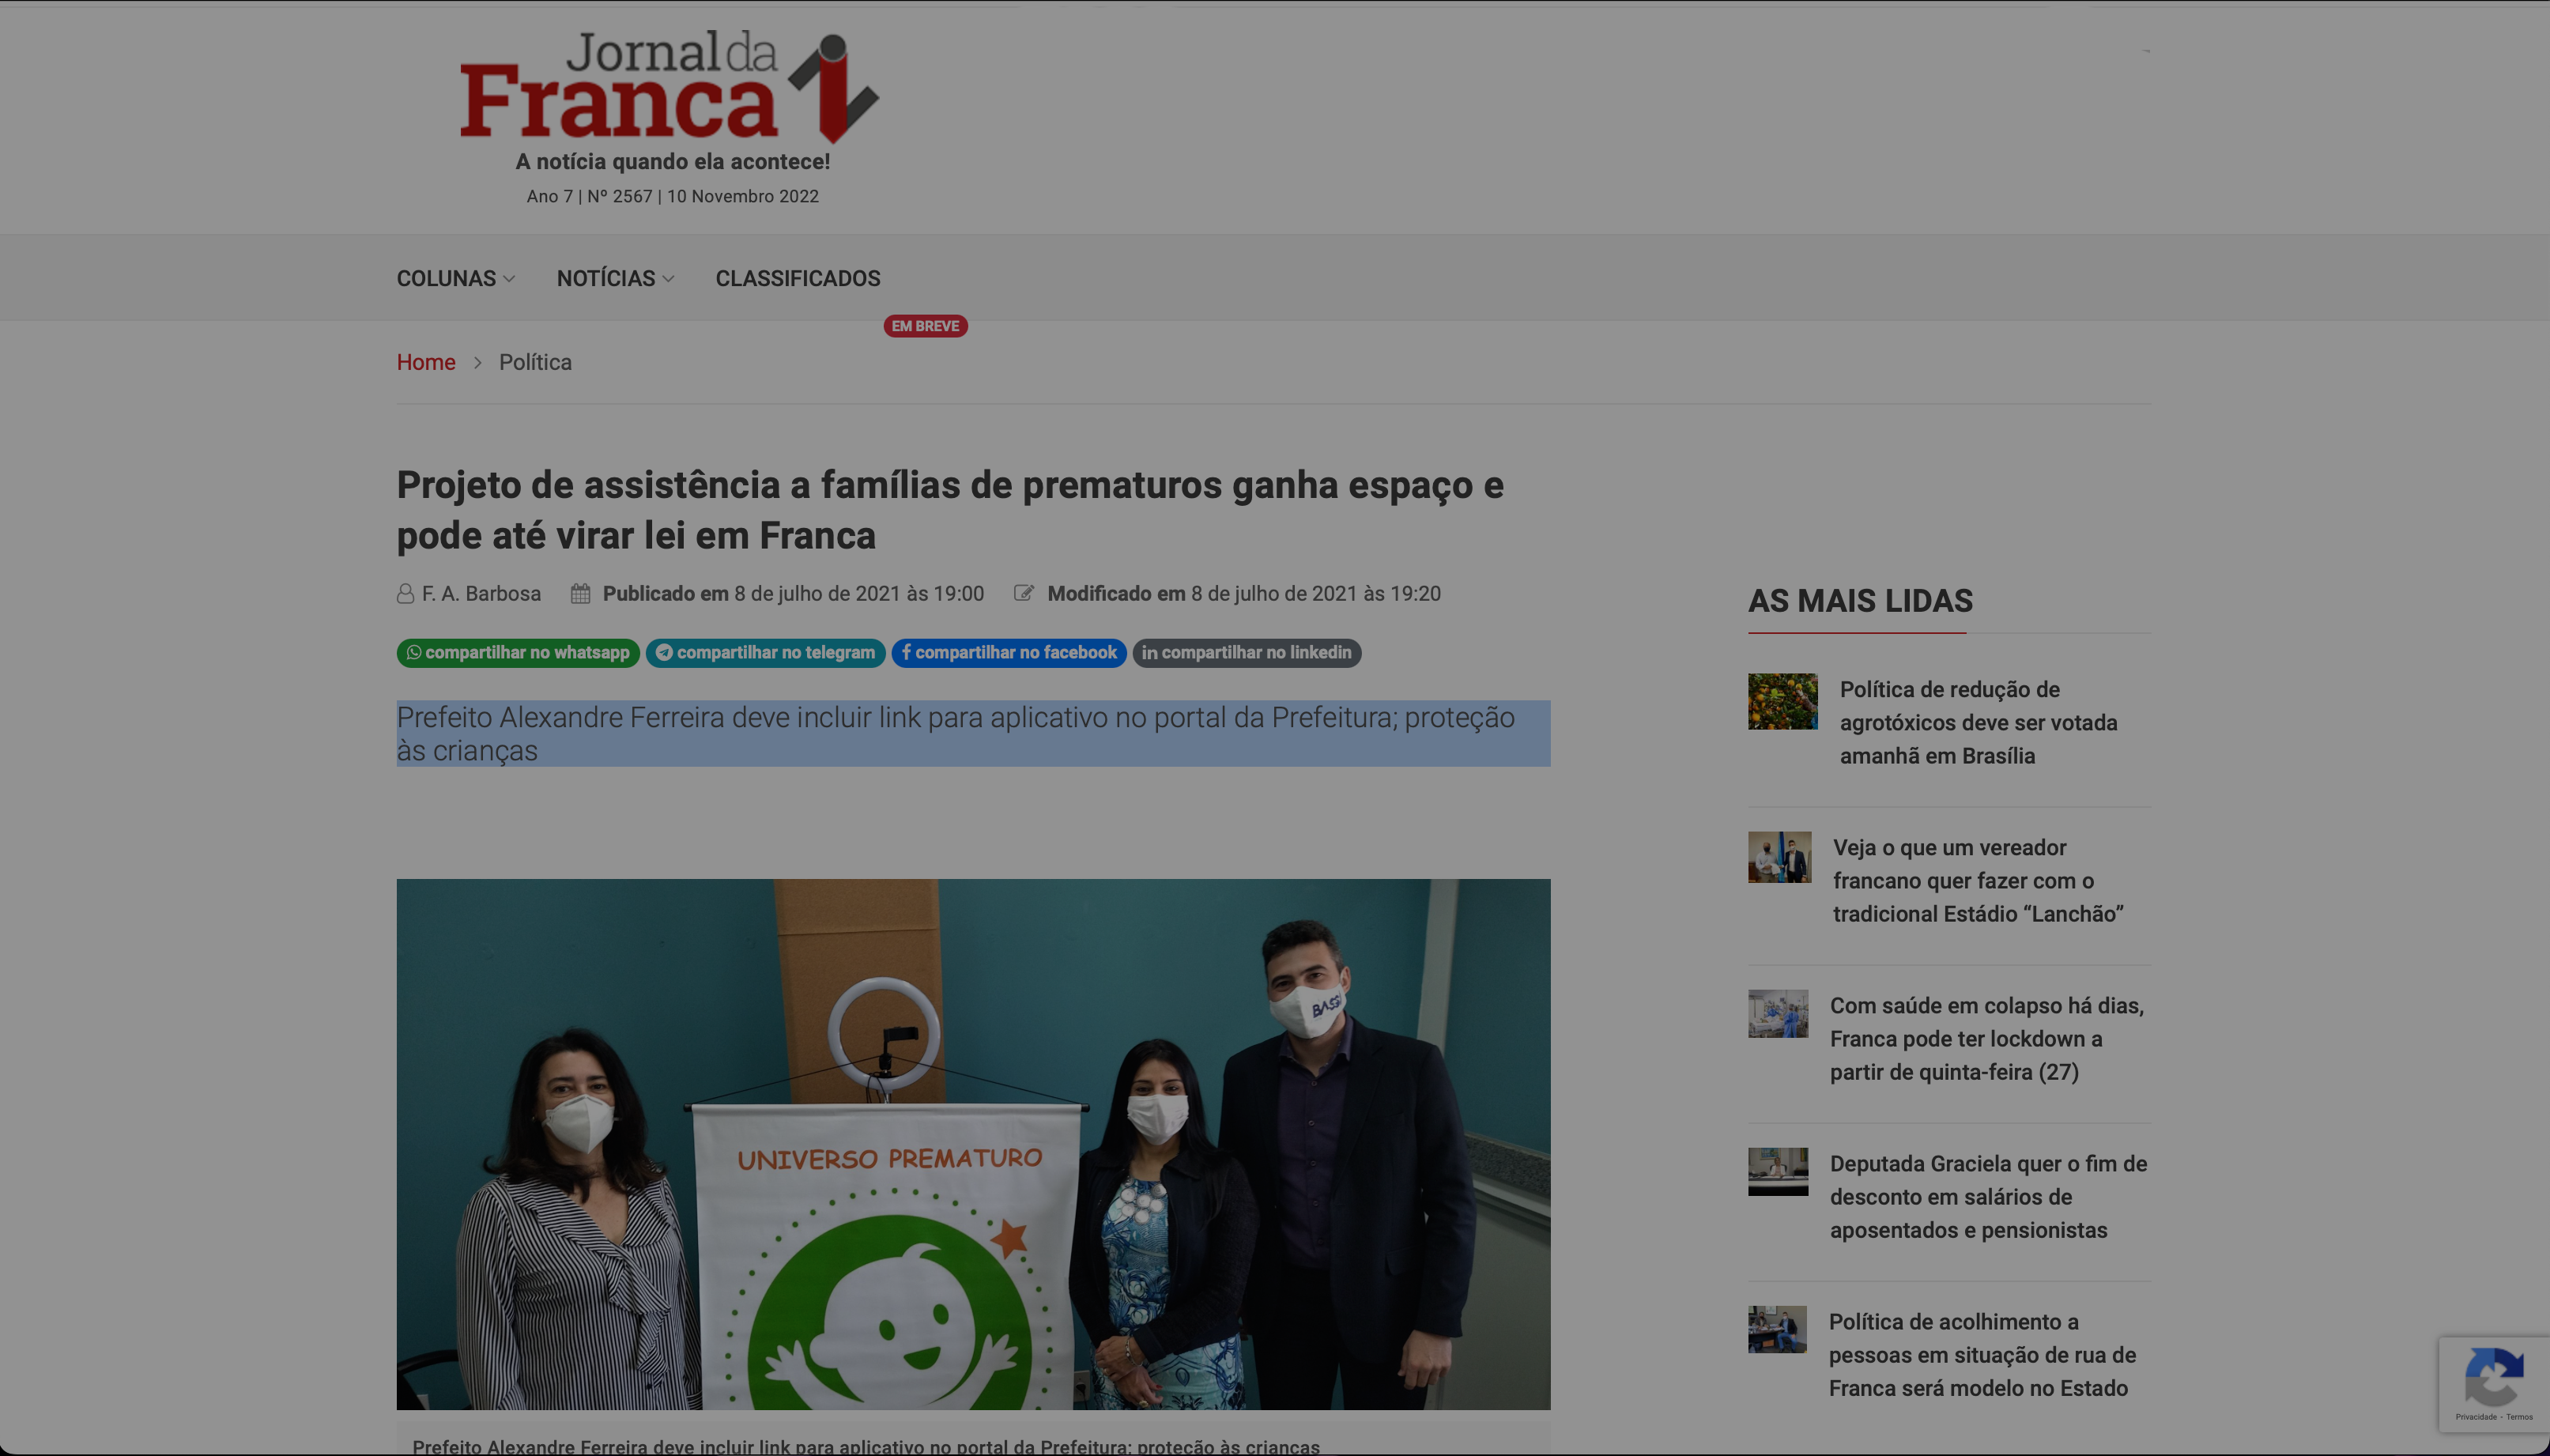 Jornal da
Franca
A notícia quando ela acontece!
Ano 7 | Nº 2567 | 10 Novembro 2022
COLUNAS NOTÍCIAS CLASSIFICADOS
EM BREVE
Home > Política
Projeto de assistência a famílias de prematuros ganha espaço e
pode até virar lei em Franca
F. A. Barbosa Publicado em 8 de julho de 2021 às 19:00 Modificado em 8 de julho de 2021 às 19:20
compartilhar no whatsapp compartilhar no telegram compartilhar no facebook compartilhar no linkedin
Prefeito Alexandre Ferreira deve incluir link para aplicativo no portal da Prefeitura; proteção
às crianças
BASSI
UNIVERSO PREMATURO
Prefeito Alexandre Ferreira deve incluir link para aplicativo no portal da Prefeitura; proteção às crianças
AS MAIS LIDAS
Política de redução de
agrotóxicos deve ser votada
amanhã em Brasília
Veja o que um vereador
francano quer fazer com o
tradicional Estádio “Lanchão”
Com saúde em colapso há dias,
Franca pode ter lockdown a
partir de quinta-feira (27)
Deputada Graciela quer o fim de
desconto em salários de
aposentados e pensionistas
Política de acolhimento a
pessoas em situação de rua de
Franca será modelo no Estado
Privacidade - Termos